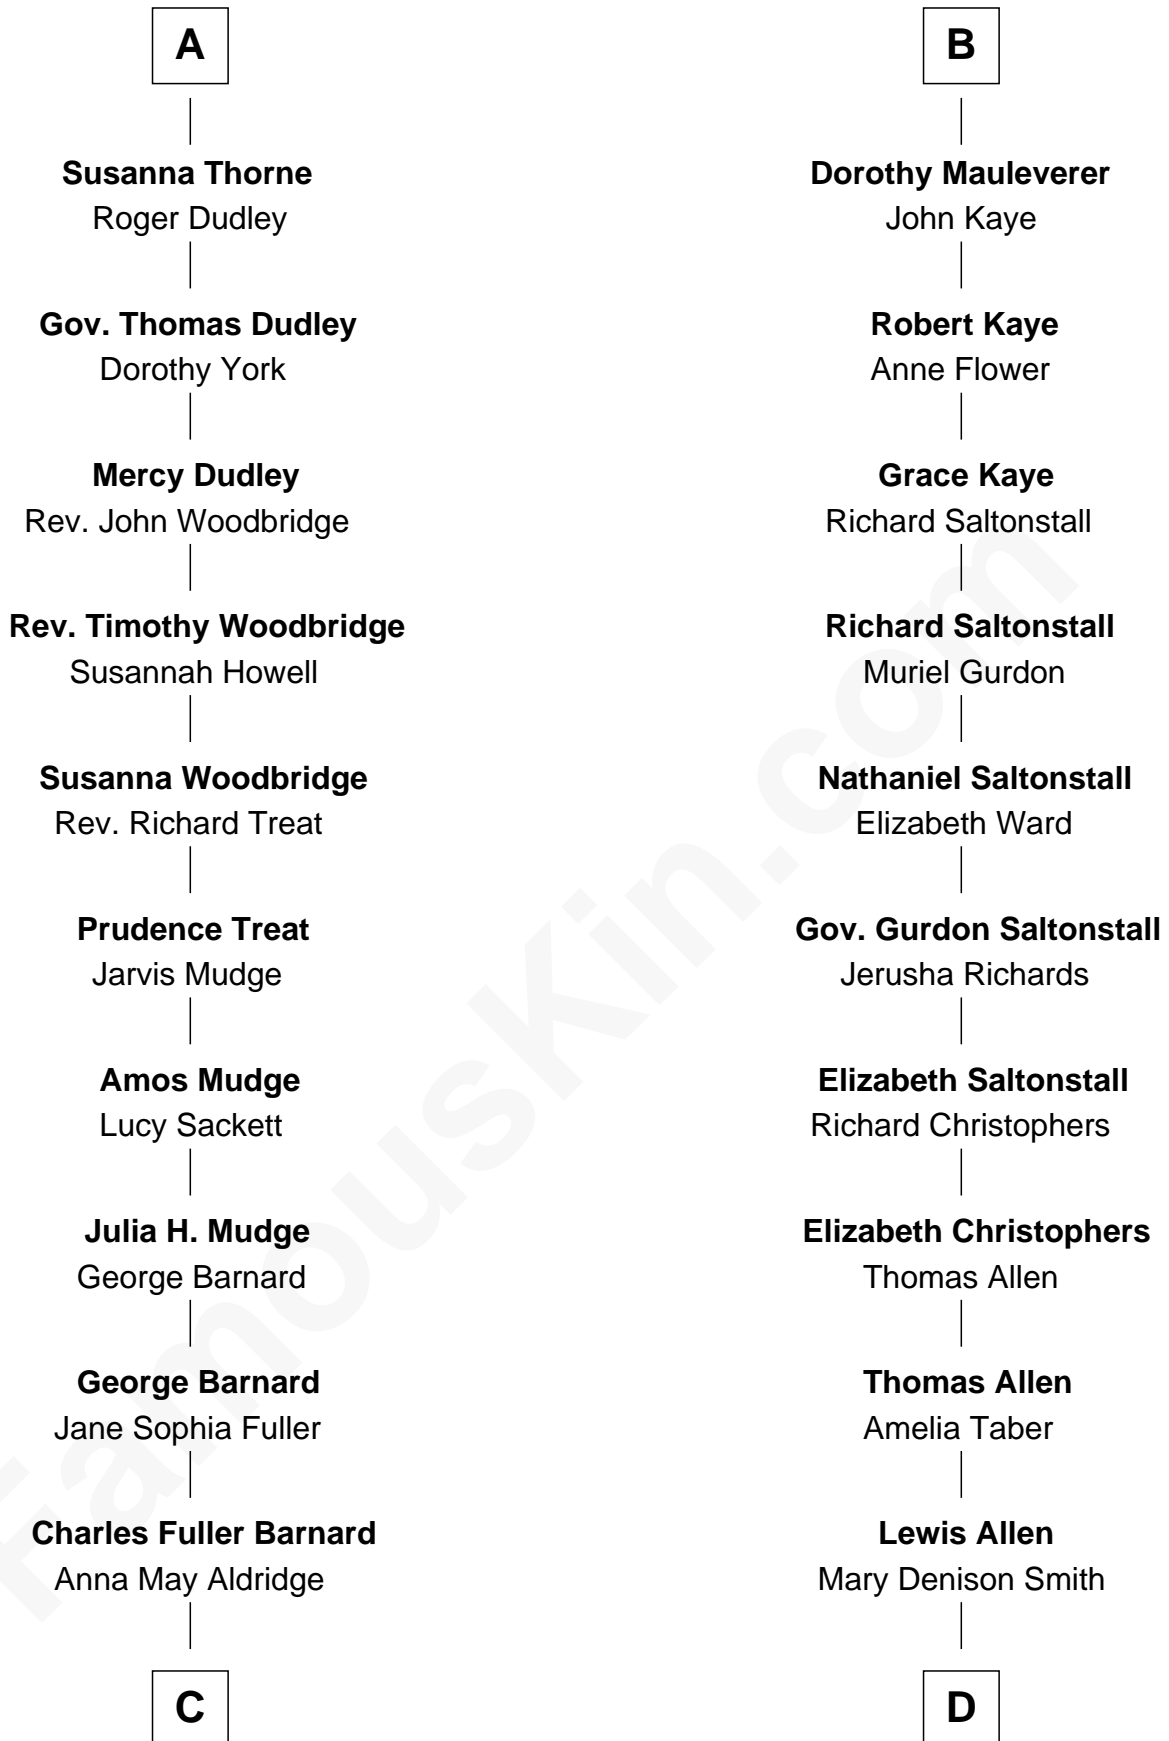 A
Susanna Thorne
Roger Dudley
Gov. Thomas Dudley
Dorothy York
Mercy Dudley
Rev. John Woodbridge
Rev. Timothy Woodbridge
Susannah Howell
Susanna Woodbridge
Rev. Richard Treat
Prudence Treat
Jarvis Mudge
Amos Mudge
Lucy Sackett
Julia H. Mudge
George Barnard
George Barnard
Jane Sophia Fuller
Charles Fuller Barnard
Anna May Aldridge
C
B
Dorothy Mauleverer
John Kaye
Robert Kaye
Anne Flower
Grace Kaye
Richard Saltonstall
Richard Saltonstall
Muriel Gurdon
Nathaniel Saltonstall
Elizabeth Ward
Gov. Gurdon Saltonstall
Jerusha Richards
Elizabeth Saltonstall
Richard Christophers
Elizabeth Christophers
Thomas Allen
Thomas Allen
Amelia Taber
Lewis Allen
Mary Denison Smith
D
FamousKin.com